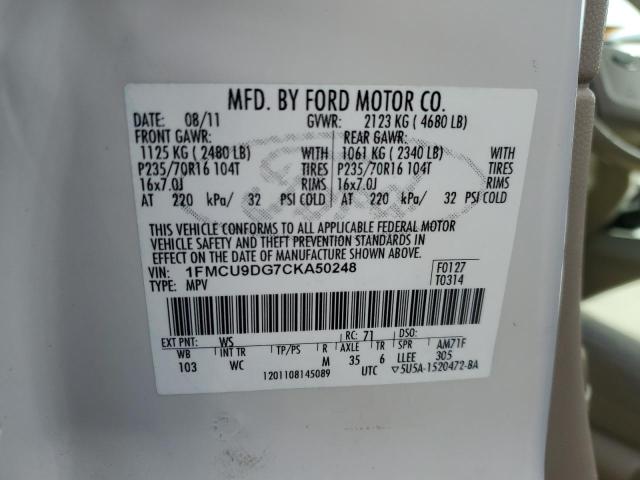 MFD. BY FORD MOTOR CO.
DATE: 08/11 GVWR: 2123 KG ( 4680 LB)
FRONT GAWR: REAR GAWR:
1125 KG ( 2480 LB) WITH 1061 KG ( 2340 LB) WITH
P235/70R16 104T TIRES P235/70R16 104T TIRES
16x7.0J RIMS 16x7.0J RIMS
AT 220 kPa/ 32 PSI COLD AT 220 kPa/ 32 PSI COLD
THIS VEHICLE CONFORMS TO ALL APPLICABLE FEDERAL MOTOR
VEHICLE SAFETY AND THEFT PREVENTION STANDARDS IN
EFFECT ON THE DATE OF MANUFACTURE SHOWN ABOVE.
VIN: 1FMCU9DG7CKA50248 F0127
TYPE: MPV T0314
EXT PNT: WS RC: 71 DSO:
WB INT TR TP/PS R AXLE TR SPR AM71F
103 WC M 35 6 LLEE 305
1201108145089 UTC ▽5U5A-1520472-BA